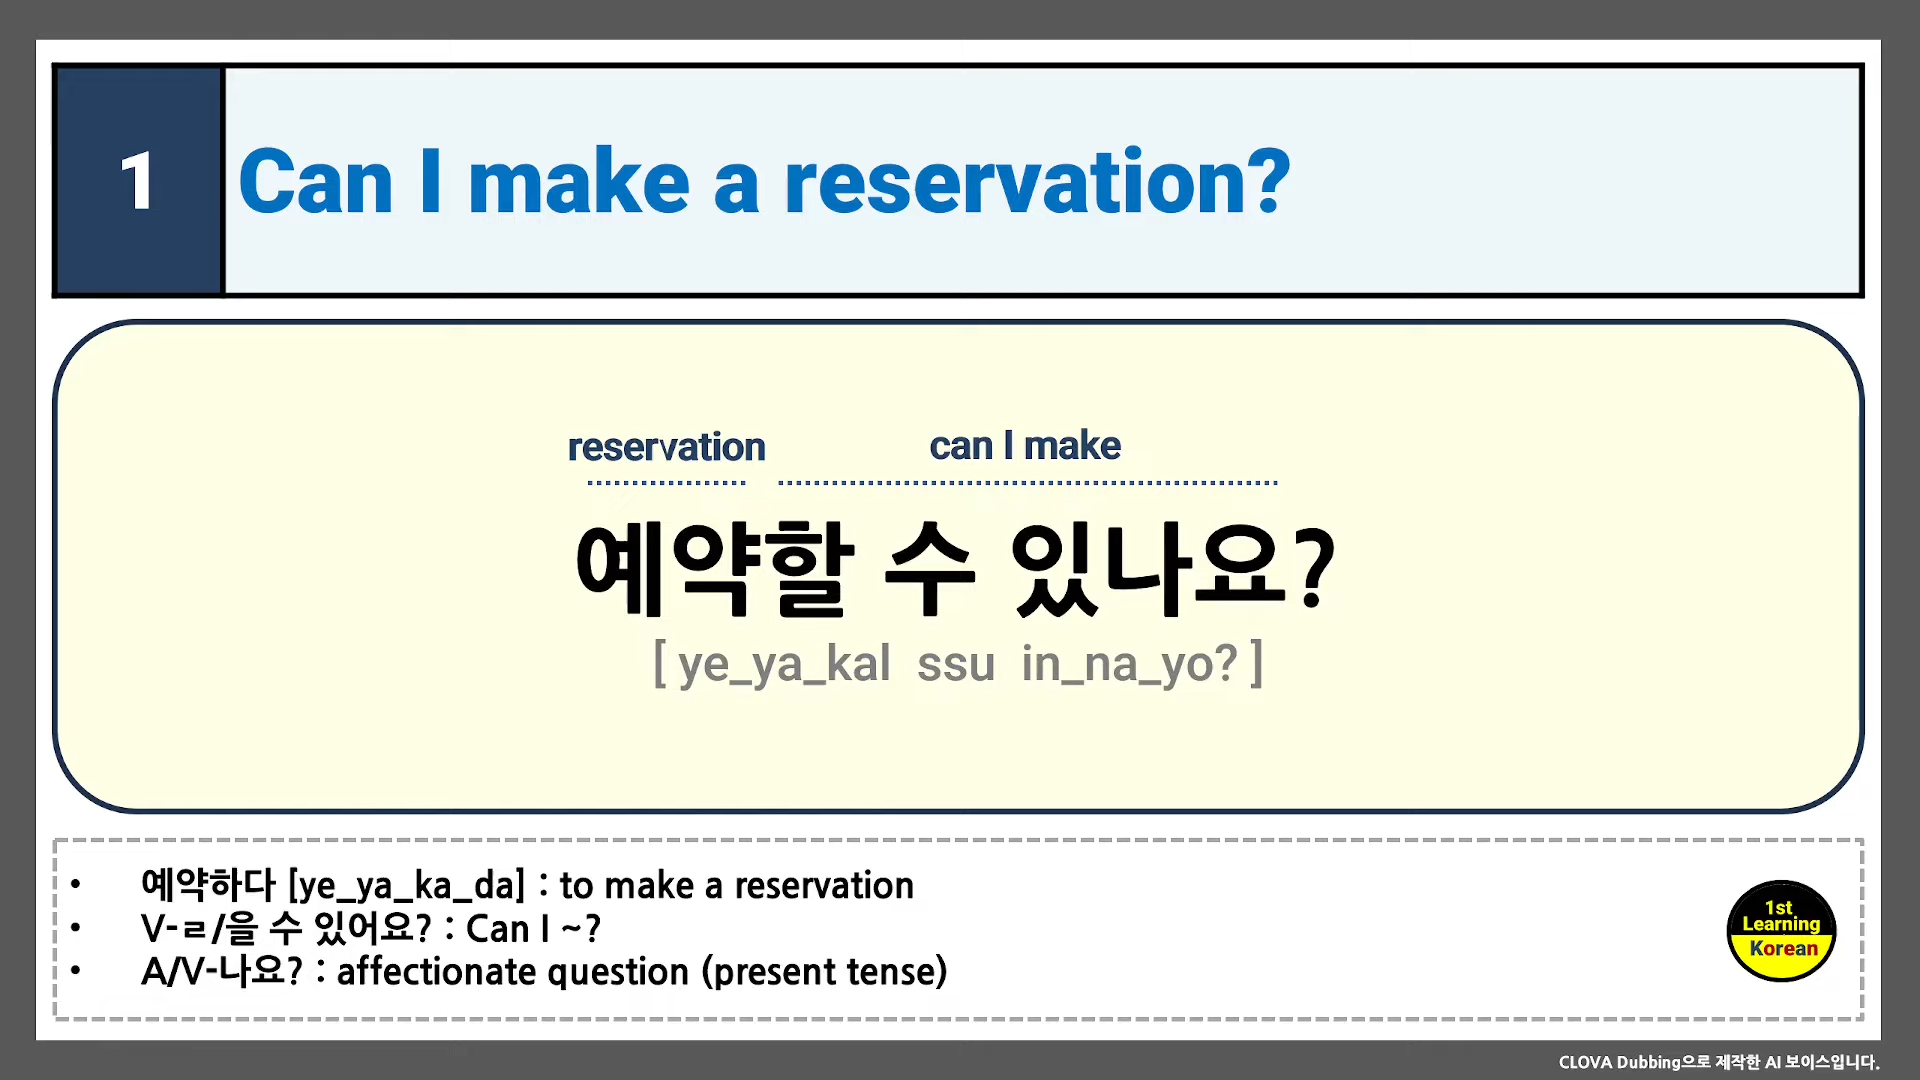 1
Can I make a reservation?
reservation can I make
예약할 수 있나요?
[ ye_ya_kal ssu in_na_yo? ]
• 예약하다 [ye_ya_ka_da] : to make a reservation
• V-ㄹ/을 수 있어요? : Can I ~?
• A/V-나요? : affectionate question (present tense)
1st
Learning
Korean
CLOVA Dubbing으로 제작한 AI 보이스입니다.